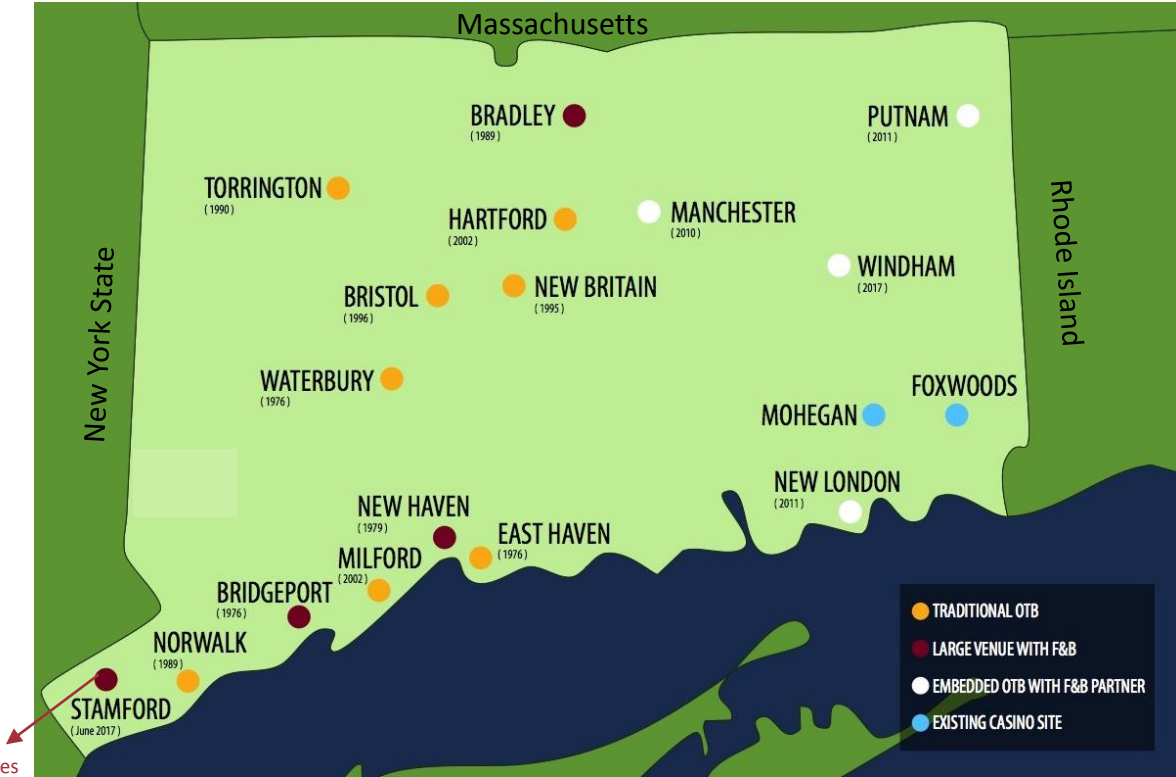 Massachusetts
BRADLEY
(1989)
PUTNAM
(2011)
TORRINGTON
(1990)
HARTFORD
(2002)
MANCHESTER
(2010)
Rhode Island
New York State
WINDHAM
(2017)
BRISTOL
(1996)
NEW BRITAIN
(1995)
WATERBURY
(1976)
FOXWOODS
MOHEGAN
NEW LONDON
(2011)
NEW HAVEN
(1979)
EAST HAVEN
(1976)
MILFORD
(2002)
BRIDGEPORT
(1976)
NORWALK
(1989)
STAMFORD
(June 2017)
TRADITIONAL OTB
LARGE VENUE WITH F&B
EMBEDDED OTB WITH F&B PARTNER
EXISTING CASINO SITE